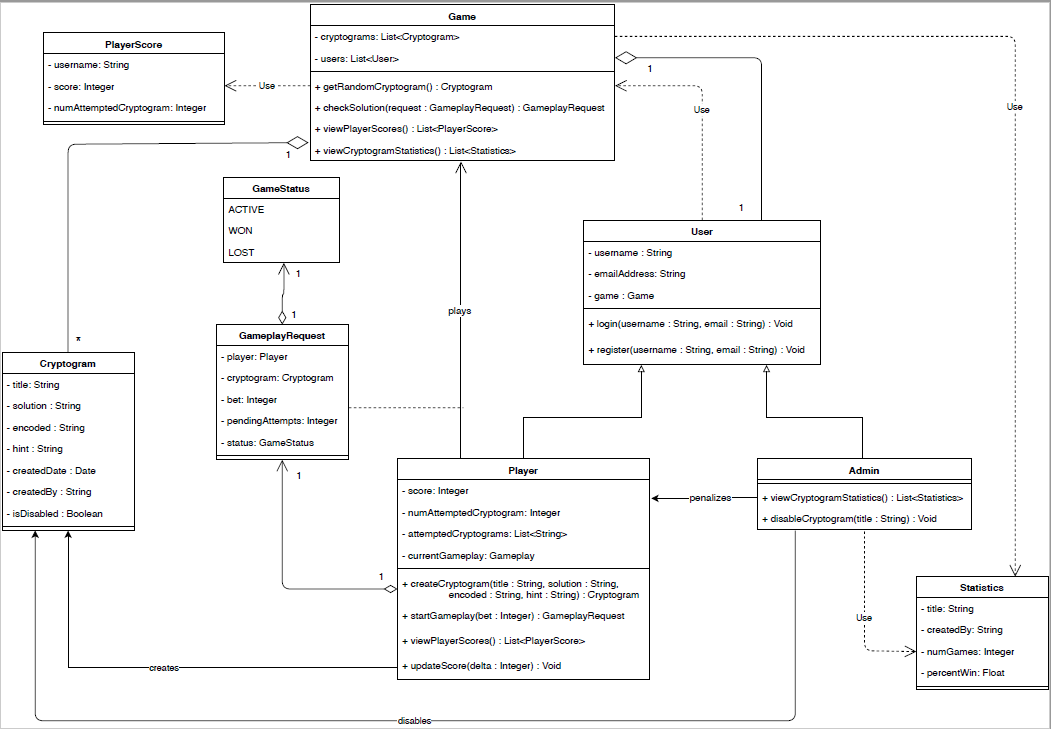 Game
- cryptograms: List<Cryptogram>
- users: List<User>
+ getRandomCryptogram() : Cryptogram
+ checkSolution(request : GameplayRequest) : GameplayRequest
+ viewPlayerScores() : List<PlayerScore>
+ viewCryptogramStatistics() : List<Statistics>
PlayerScore
- username: String
- score: Integer
- numAttemptedCryptogram: Integer
Use
1
1
Use
Use
1
GameStatus
ACTIVE
WON
LOST
1
1
User
- username : String
- emailAddress: String
- game : Game
+ login(username : String, email : String) : Void
+ register(username : String, email : String) : Void
plays
*
GameplayRequest
- player: Player
- cryptogram: Cryptogram
- bet: Integer
- pendingAttempts: Integer
- status: GameStatus
1
Cryptogram
- title: String
- solution : String
- encoded : String
- hint : String
- createdDate : Date
- createdBy : String
- isDisabled : Boolean
Player
- score: Integer
- numAttemptedCryptogram: Integer
- attemptedCryptograms: List<String>
- currentGameplay: Gameplay
+ createCryptogram(title : String, solution : String,
encoded : String, hint : String) : Cryptogram
+ startGameplay(bet : Integer) : GameplayRequest
+ viewPlayerScores() : List<PlayerScore>
+ updateScore(delta : Integer) : Void
1
penalizes
Admin
+ viewCryptogramStatistics() : List<Statistics>
+ disableCryptogram(title : String) : Void
Use
Statistics
- title: String
- createdBy: String
- numGames: Integer
- percentWin: Float
creates
disables